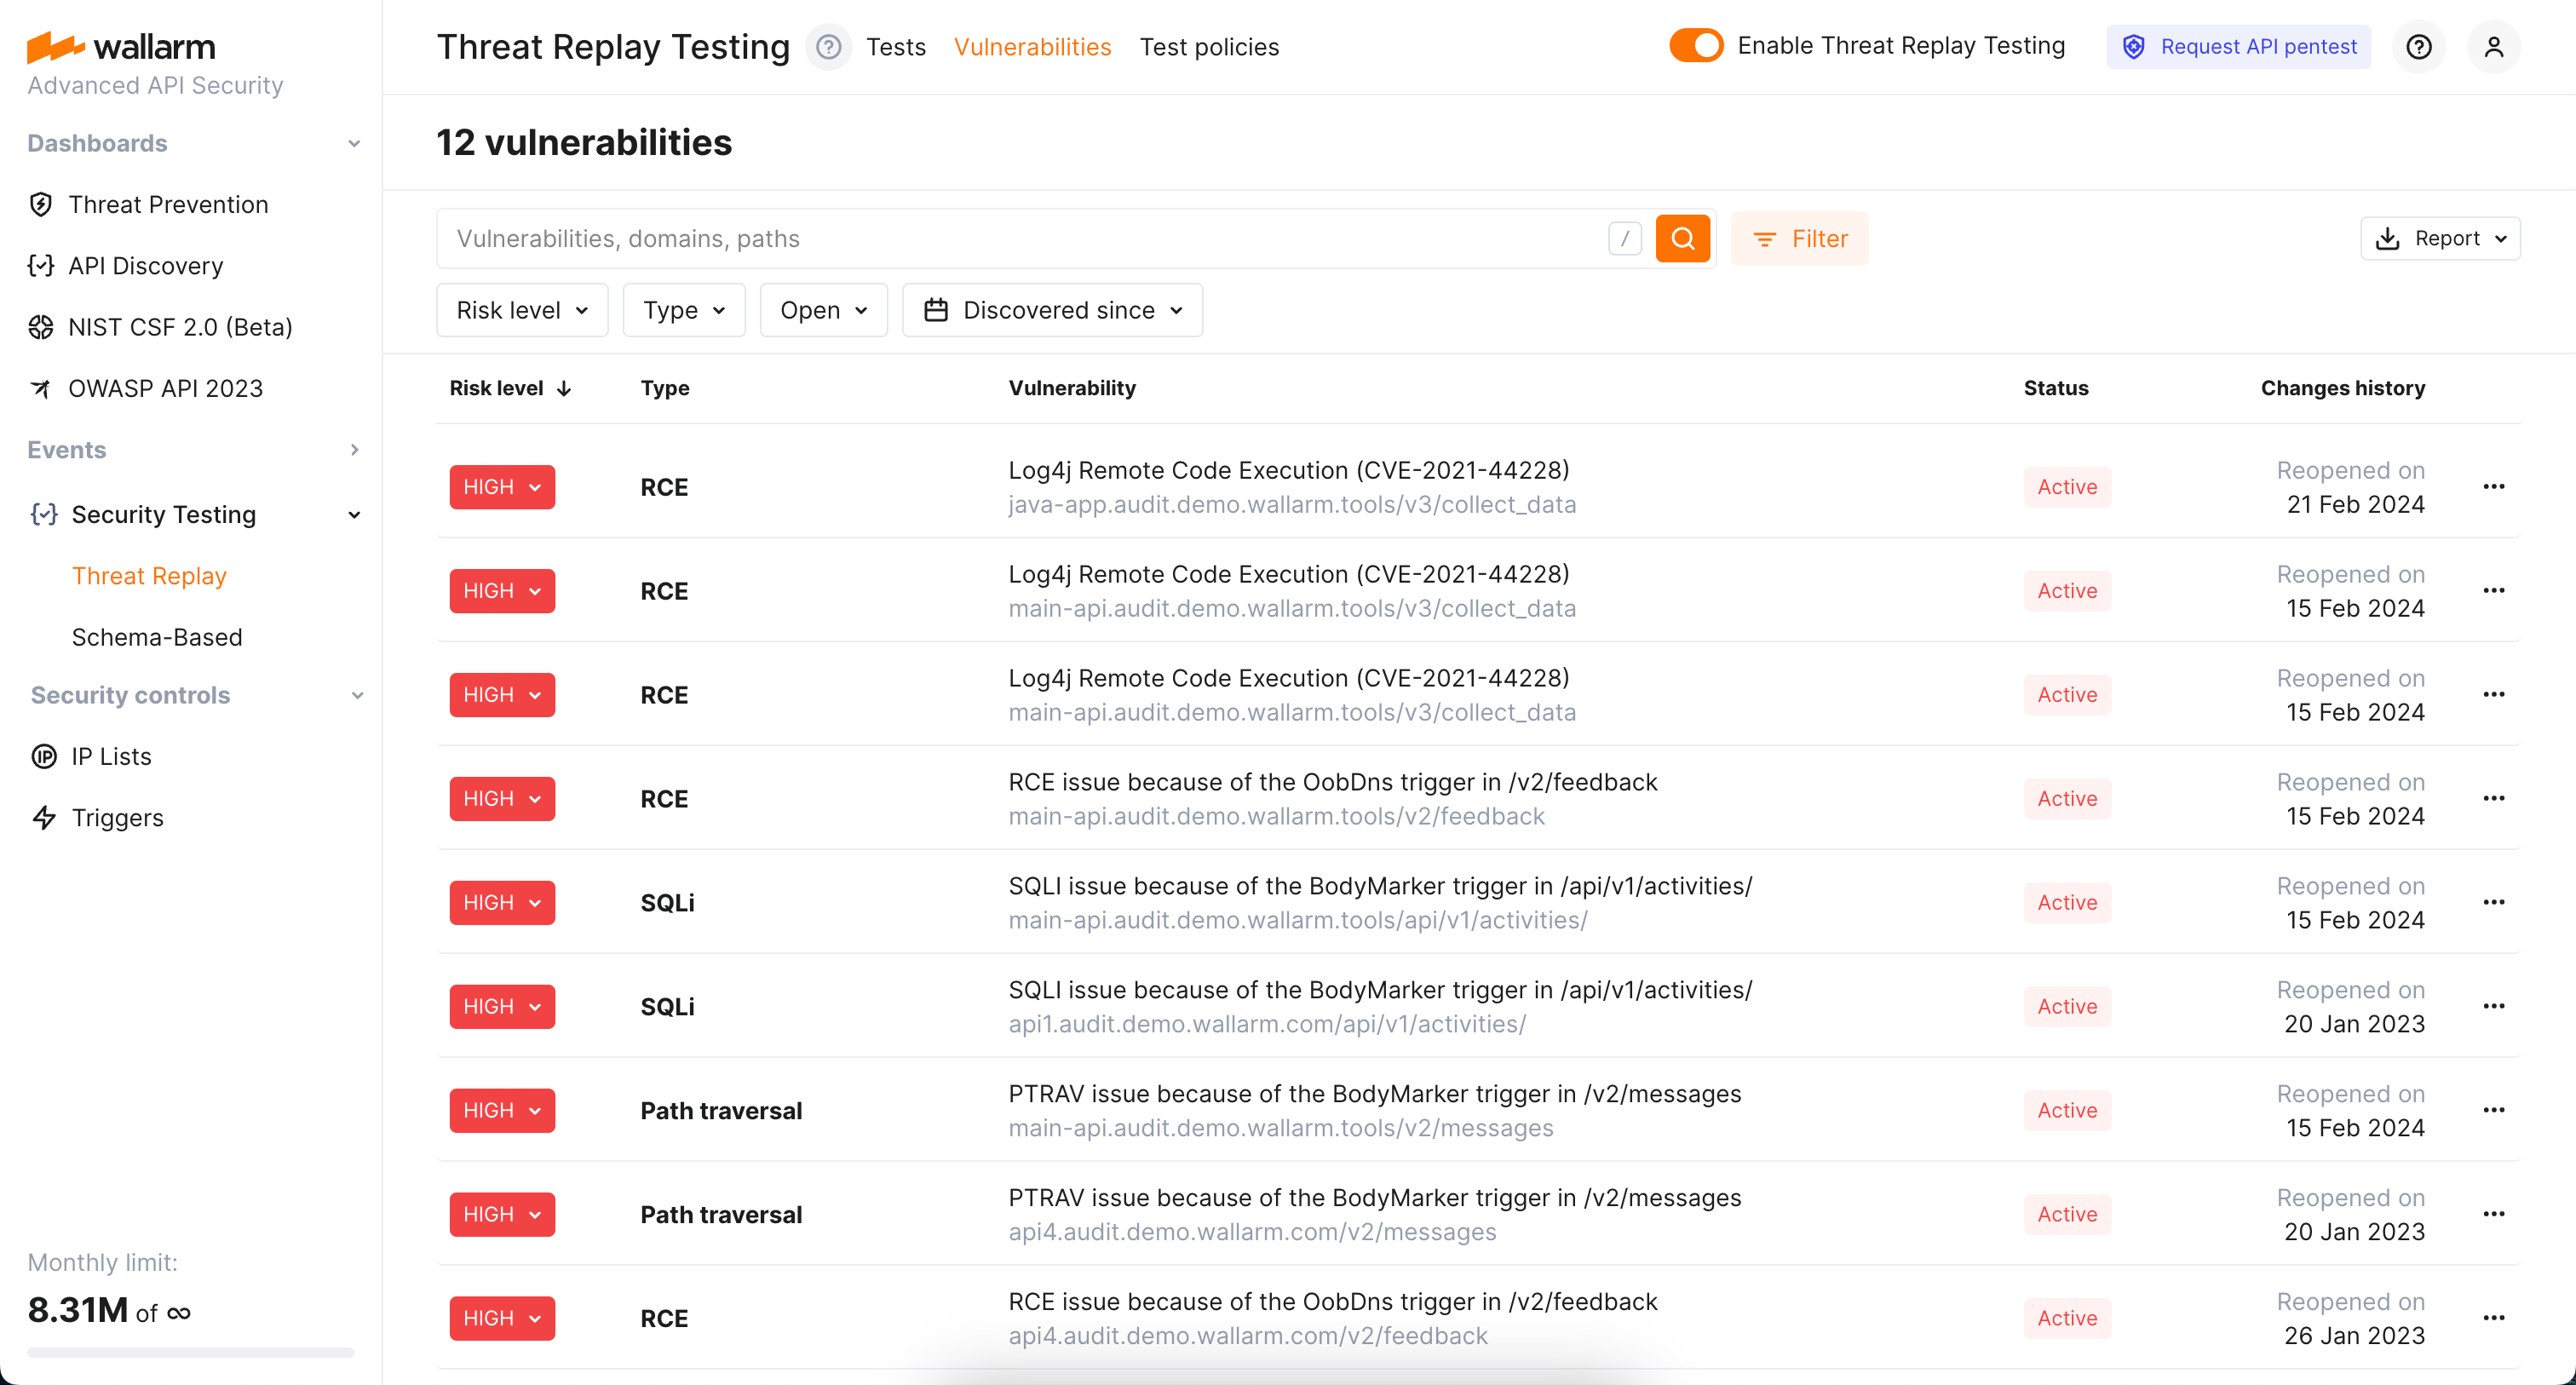 wallarm
Advanced API Security
Dashboards
Threat Prevention
API Discovery
NIST CSF 2.0 (Beta)
OWASP API 2023
Events
Security Testing
Threat Replay
Schema-Based
Security controls
IP Lists
Triggers
Monthly limit:
8.31M of ∞
Threat Replay Testing ? Tests Vulnerabilities Test policies
Enable Threat Replay Testing Request API pentest
12 vulnerabilities
Vulnerabilities, domains, paths / Filter Report
Risk level Type Open Discovered since
Risk level ↓ Type Vulnerability Status Changes history
HIGH RCE Log4j Remote Code Execution (CVE-2021-44228) Active Reopened on
java-app.audit.demo.wallarm.tools/v3/collect_data 21 Feb 2024
HIGH RCE Log4j Remote Code Execution (CVE-2021-44228) Active Reopened on
main-api.audit.demo.wallarm.tools/v3/collect_data 15 Feb 2024
HIGH RCE Log4j Remote Code Execution (CVE-2021-44228) Active Reopened on
main-api.audit.demo.wallarm.tools/v3/collect_data 15 Feb 2024
HIGH RCE RCE issue because of the OobDns trigger in /v2/feedback Active Reopened on
main-api.audit.demo.wallarm.tools/v2/feedback 15 Feb 2024
HIGH SQLi SQLI issue because of the BodyMarker trigger in /api/v1/activities/ Active Reopened on
main-api.audit.demo.wallarm.tools/api/v1/activities/ 15 Feb 2024
HIGH SQLi SQLI issue because of the BodyMarker trigger in /api/v1/activities/ Active Reopened on
api1.audit.demo.wallarm.com/api/v1/activities/ 20 Jan 2023
HIGH Path traversal PTRAV issue because of the BodyMarker trigger in /v2/messages Active Reopened on
main-api.audit.demo.wallarm.tools/v2/messages 15 Feb 2024
HIGH Path traversal PTRAV issue because of the BodyMarker trigger in /v2/messages Active Reopened on
api4.audit.demo.wallarm.com/v2/messages 20 Jan 2023
HIGH RCE RCE issue because of the OobDns trigger in /v2/feedback Active Reopened on
api4.audit.demo.wallarm.com/v2/feedback 26 Jan 2023